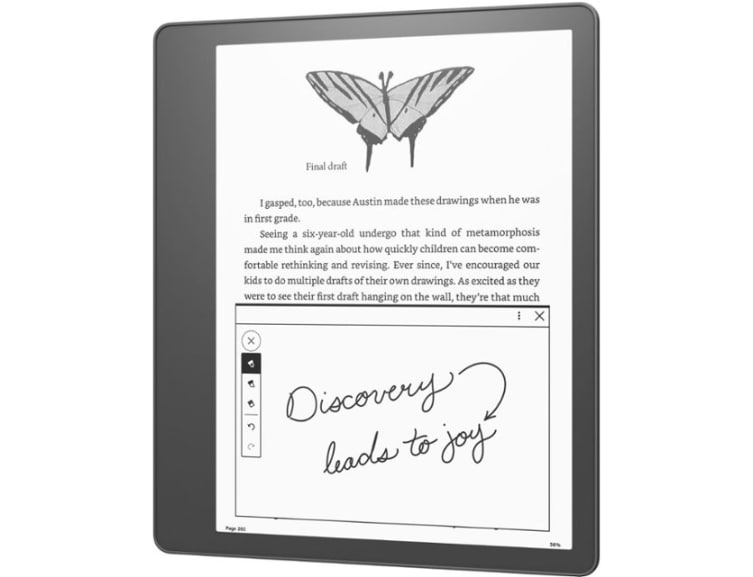 Final draft
I gasped, too, because Austin made these drawings when he was
in first grade.
Seeing a six-year-old undergo that kind of metamorphosis
made me think again about how quickly children can become com-
fortable rethinking and revising. Ever since, I've encouraged our
kids to do multiple drafts of their own drawings. As excited as they
were to see their first draft hanging on the wall, they're that much
Discovery
leads to joy
56%